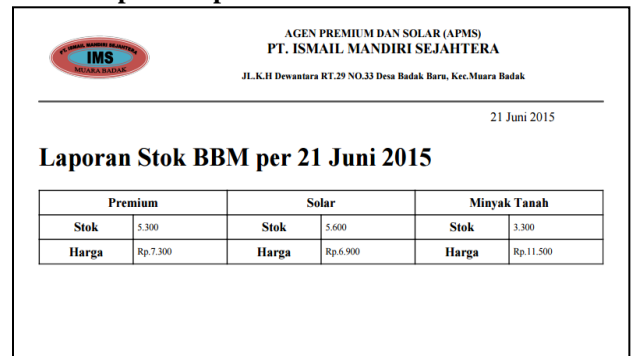 PT. ISMAIL MANDIRI SEJAHTERA
IMS
MUARA BADAK
AGEN PREMIUM DAN SOLAR (APMS)
PT. ISMAIL MANDIRI SEJAHTERA
JL.K.H Dewantara RT.29 NO.33 Desa Badak Baru, Kec.Muara Badak
21 Juni 2015
Laporan Stok BBM per 21 Juni 2015
Premium Solar Minyak Tanah
Stok 5.300 Stok 5.600 Stok 3.300
Harga Rp.7.300 Harga Rp.6.900 Harga Rp.11.500